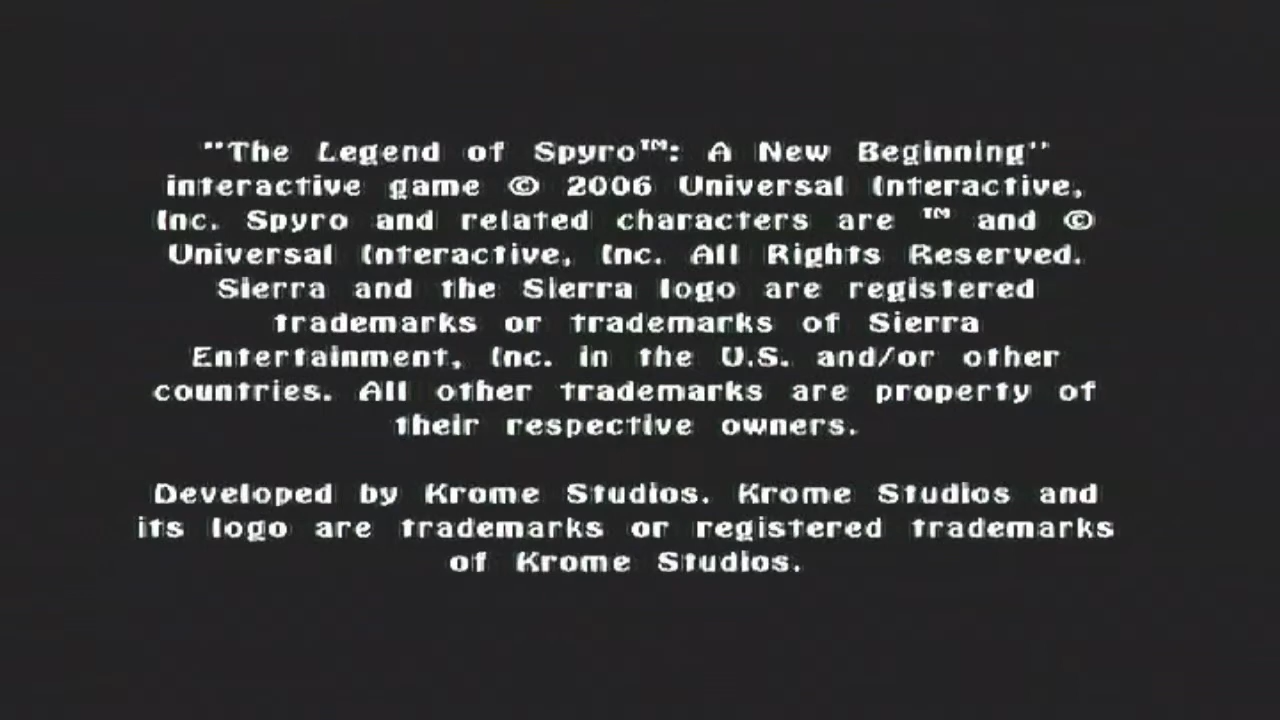 "The Legend of Spyro™: A New Beginning"
interactive game © 2006 Universal Interactive,
Inc. Spyro and related characters are ™ and ©
Universal Interactive, Inc. All Rights Reserved.
Sierra and the Sierra logo are registered
trademarks or trademarks of Sierra
Entertainment, Inc. in the U.S. and/or other
countries. All other trademarks are property of
their respective owners.
Developed by Krome Studios. Krome Studios and
its logo are trademarks or registered trademarks
of Krome Studios.